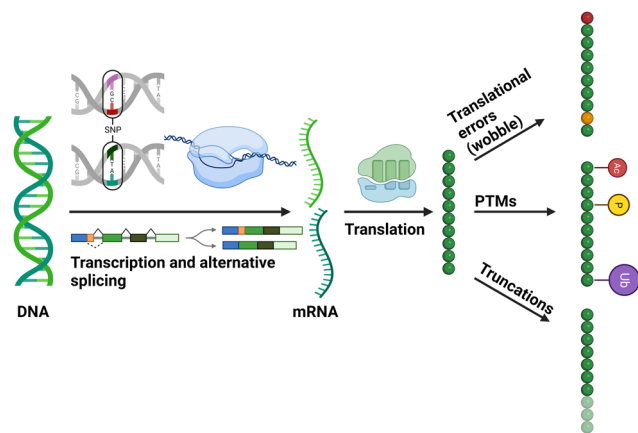 SNP
DNA
Transcription and alternative
splicing
mRNA
Translation
Translational
errors
(wobble)
PTMs
Truncations
Ac
P
Ub